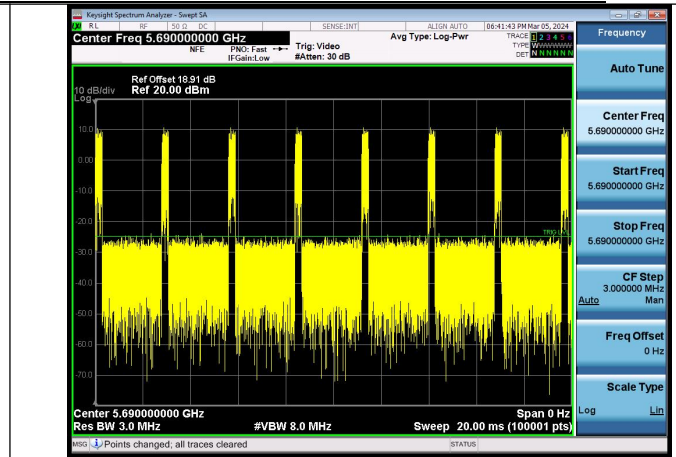 Keysight Spectrum Analyzer - Swept SA
RL RF 50 Ω DC SENSE:INT ALIGN AUTO 06:41:43 PM Mar 05, 2024
Center Freq 5.690000000 GHz
NFE PNO: Fast Trig: Video Avg Type: Log-Pwr TRACE 1 2 3 4 5 6
IFGain:Low #Atten: 30 dB TYPE WWWWWW
DET N N N N N N
Ref Offset 18.91 dB
10 dB/div Ref 20.00 dBm
Log
10.0
0.00
-10.0
-20.0
TRIG LVL
-30.0
-40.0
-50.0
-60.0
-70.0
Center 5.690000000 GHz Span 0 Hz
Res BW 3.0 MHz #VBW 8.0 MHz Sweep 20.00 ms (100001 pts)
MSG Points changed; all traces cleared STATUS
Frequency
Auto Tune
Center Freq
5.690000000 GHz
Start Freq
5.690000000 GHz
Stop Freq
5.690000000 GHz
CF Step
3.000000 MHz
Auto Man
Freq Offset
0 Hz
Scale Type
Log Lin